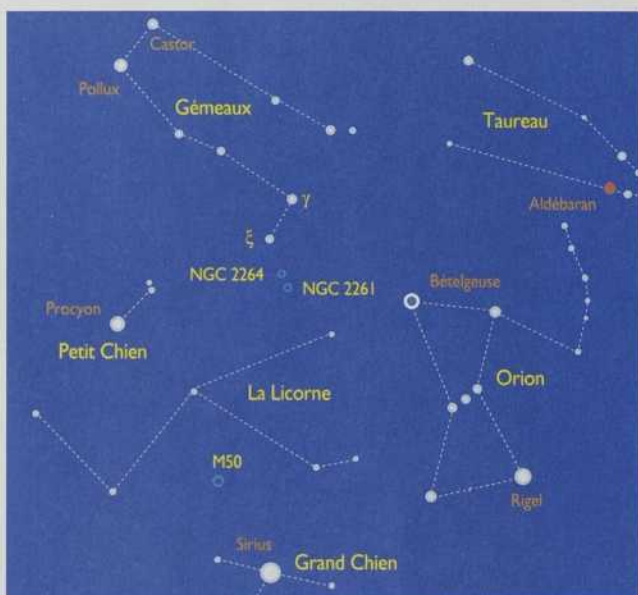 Castor
Pollux
Gémeaux
Taureau
γ
Aldébaran
ξ
NGC 2264
NGC 2261
Bételgeuse
Procyon
Petit Chien
Orion
La Licorne
M50
Rigel
Sirius
Grand Chien